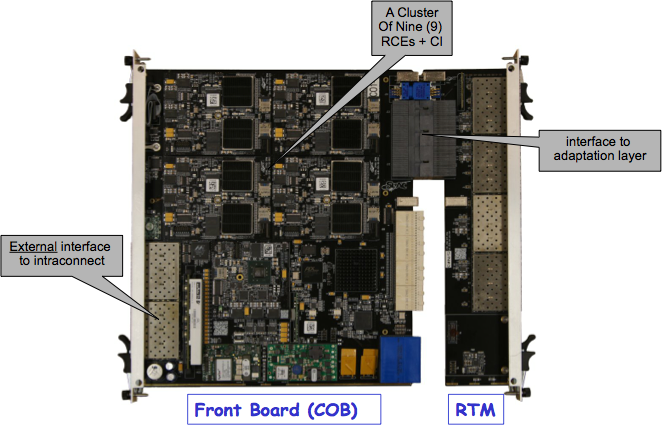 A Cluster
Of Nine (9)
RCEs + CI
interface to
adaptation layer
External interface
to intraconnect
Front Board (COB)
RTM